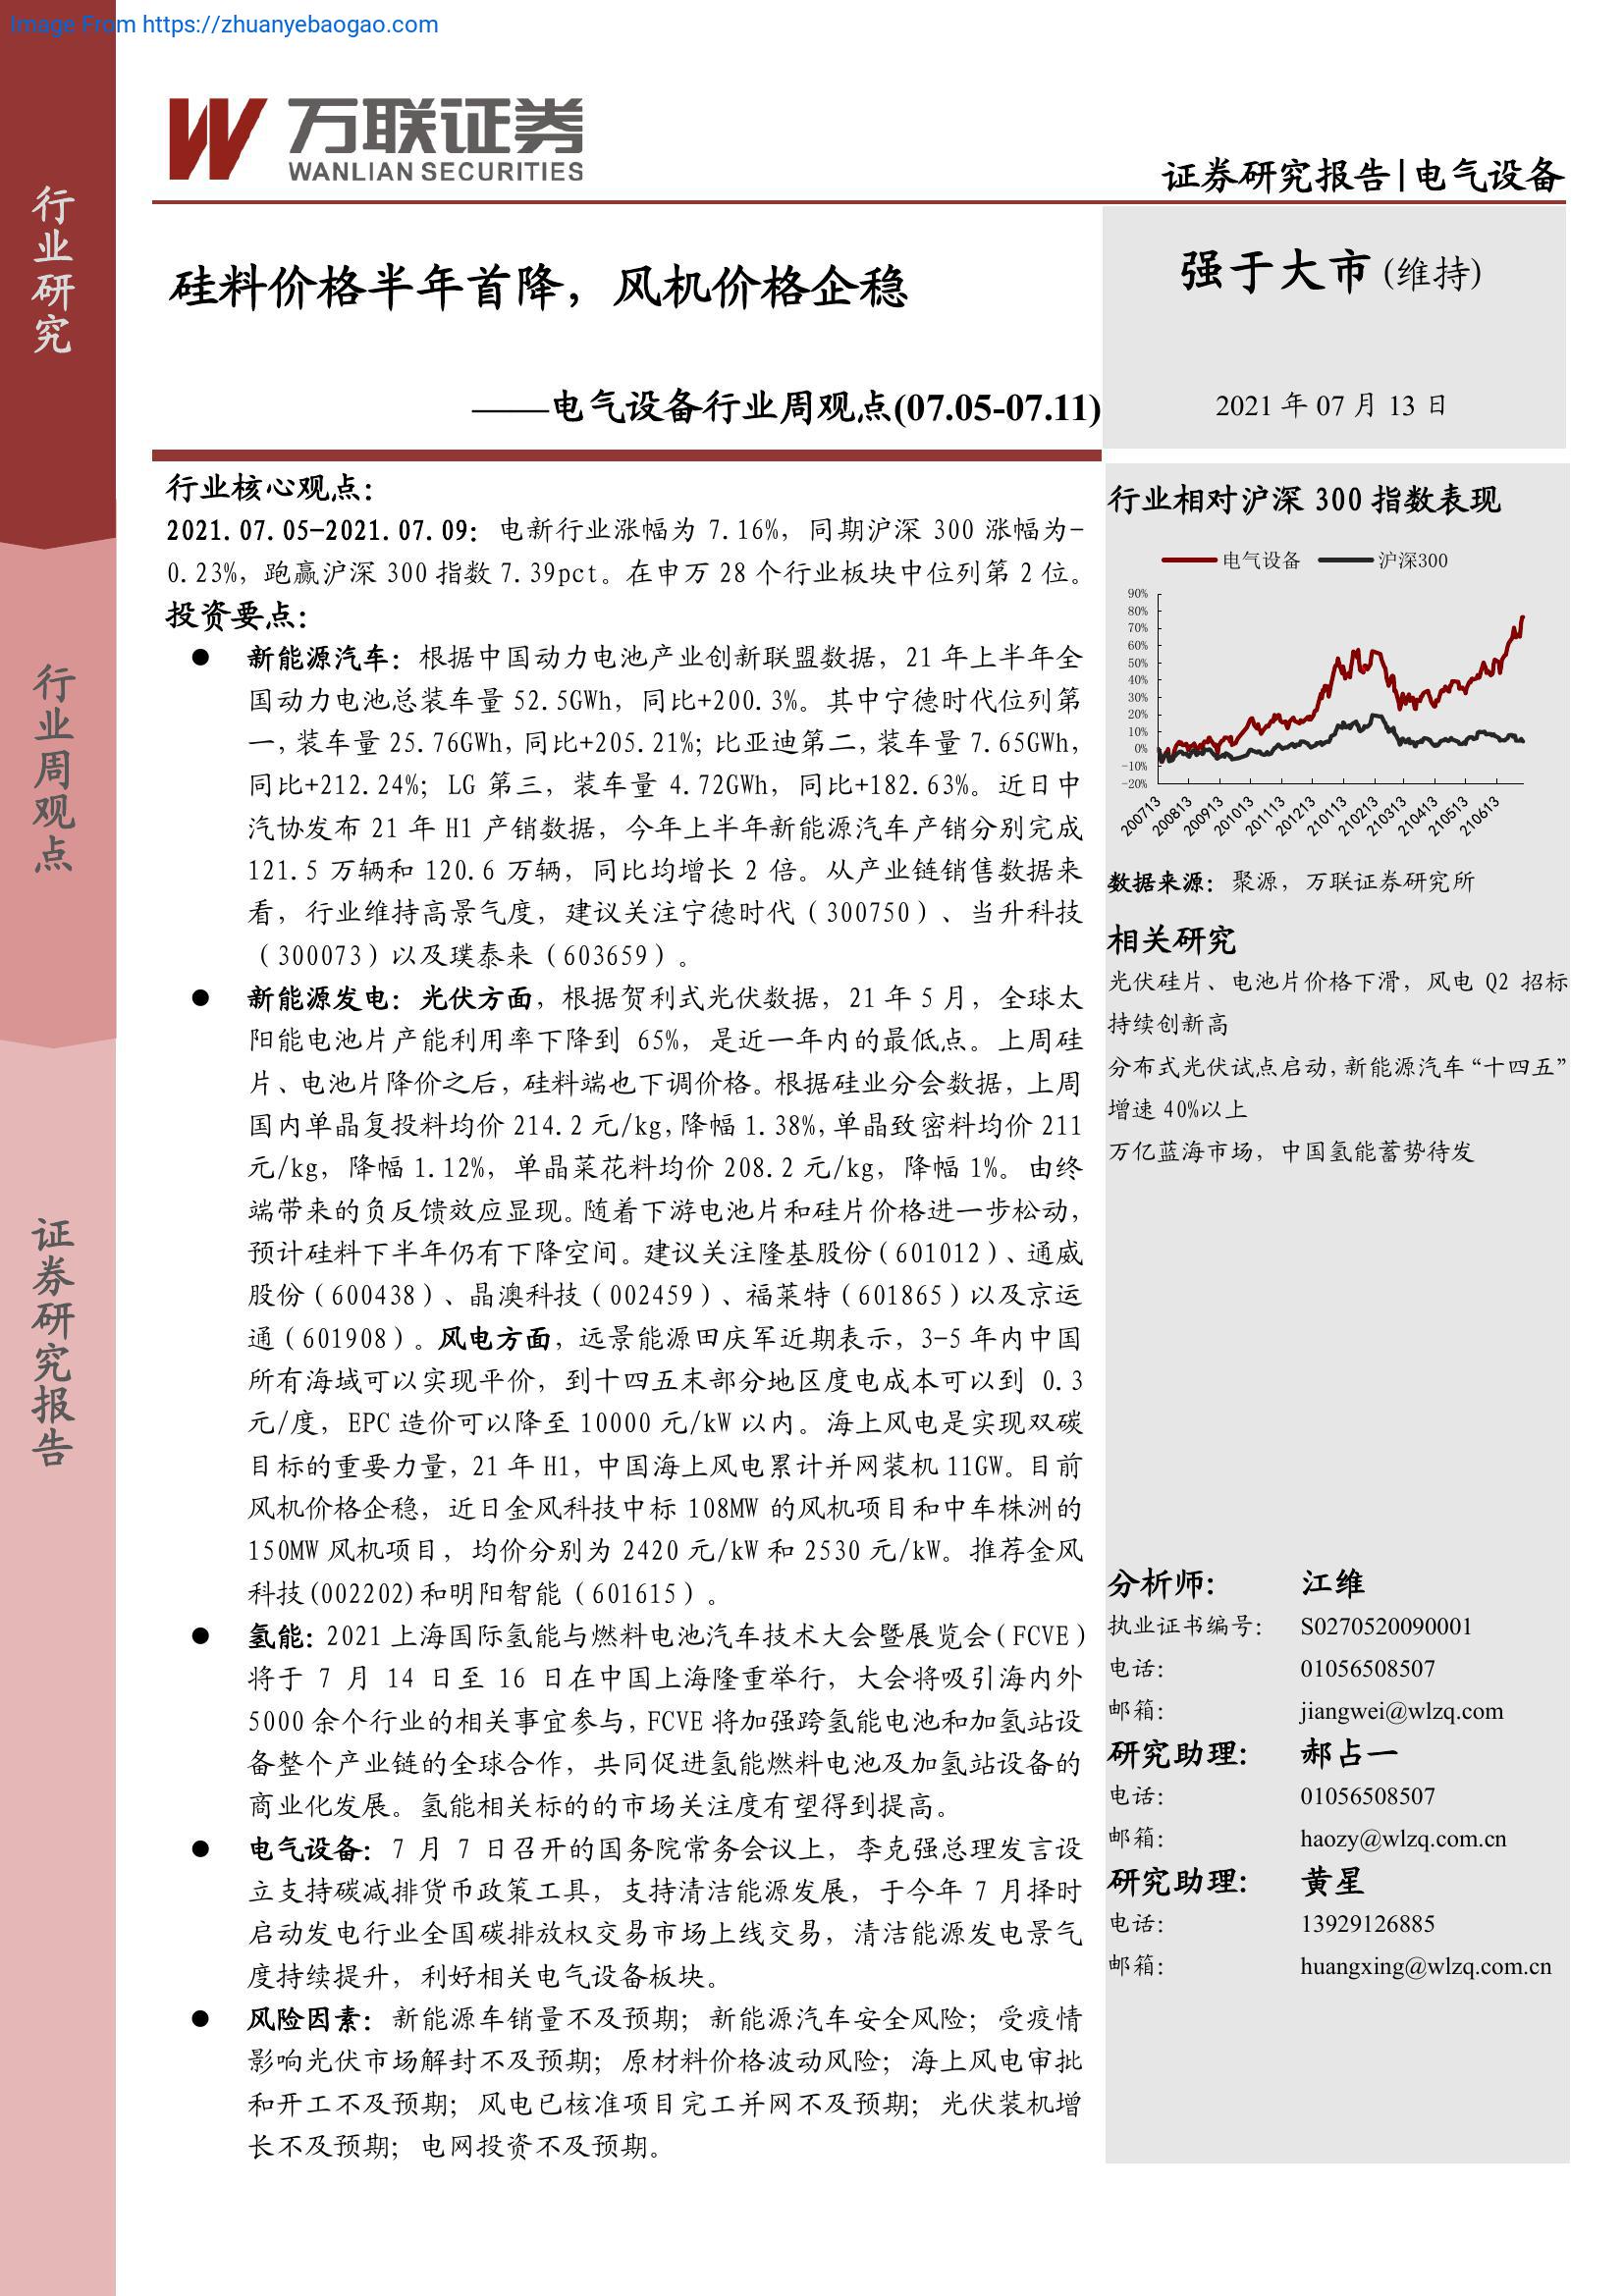 Image From https://zhuanyebaogao.com
万联证券
WANLIAN SECURITIES
证券研究报告|电气设备
行业研究
行业周观点
证券研究报告
硅料价格半年首降，风机价格企稳
——电气设备行业周观点(07.05-07.11)
强于大市(维持)
2021 年 07 月 13 日
行业核心观点：
2021.07.05-2021.07.09：电新行业涨幅为 7.16%，同期沪深 300 涨幅为-
0.23%，跑赢沪深 300 指数 7.39pct。在申万 28 个行业板块中位列第 2 位。
投资要点：
● 新能源汽车：根据中国动力电池产业创新联盟数据，21 年上半年全
国动力电池总装车量 52.5GWh，同比+200.3%。其中宁德时代位列第
一，装车量 25.76GWh，同比+205.21%；比亚迪第二，装车量 7.65GWh，
同比+212.24%；LG 第三，装车量 4.72GWh，同比+182.63%。近日中
汽协发布 21 年 H1 产销数据，今年上半年新能源汽车产销分别完成
121.5 万辆和 120.6 万辆，同比均增长 2 倍。从产业链销售数据来
看，行业维持高景气度，建议关注宁德时代（300750）、当升科技
（300073）以及璞泰来（603659）。
● 新能源发电：光伏方面，根据贺利式光伏数据，21 年 5 月，全球太
阳能电池片产能利用率下降到 65%，是近一年内的最低点。上周硅
片、电池片降价之后，硅料端也下调价格。根据硅业分会数据，上周
国内单晶复投料均价 214.2 元/kg，降幅 1.38%，单晶致密料均价 211
元/kg，降幅 1.12%，单晶菜花料均价 208.2 元/kg，降幅 1%。由终
端带来的负反馈效应显现。随着下游电池片和硅片价格进一步松动，
预计硅料下半年仍有下降空间。建议关注隆基股份（601012）、通威
股份（600438）、晶澳科技（002459）、福莱特（601865）以及京运
通（601908）。风电方面，远景能源田庆军近期表示，3-5 年内中国
所有海域可以实现平价，到十四五末部分地区度电成本可以到 0.3
元/度，EPC 造价可以降至 10000 元/kW 以内。海上风电是实现双碳
目标的重要力量，21 年 H1，中国海上风电累计并网装机 11GW。目前
风机价格企稳，近日金风科技中标 108MW 的风机项目和中车株洲的
150MW 风机项目，均价分别为 2420 元/kW 和 2530 元/kW。推荐金风
科技(002202)和明阳智能（601615）。
● 氢能：2021 上海国际氢能与燃料电池汽车技术大会暨展览会（FCVE）
将于 7 月 14 日至 16 日在中国上海隆重举行，大会将吸引海内外
5000 余个行业的相关事宜参与，FCVE 将加强跨氢能电池和加氢站设
备整个产业链的全球合作，共同促进氢能燃料电池及加氢站设备的
商业化发展。氢能相关标的的市场关注度有望得到提高。
● 电气设备：7 月 7 日召开的国务院常务会议上，李克强总理发言设
立支持碳减排货币政策工具，支持清洁能源发展，于今年 7 月择时
启动发电行业全国碳排放权交易市场上线交易，清洁能源发电景气
度持续提升，利好相关电气设备板块。
● 风险因素：新能源车销量不及预期；新能源汽车安全风险；受疫情
影响光伏市场解封不及预期；原材料价格波动风险；海上风电审批
和开工不及预期；风电已核准项目完工并网不及预期；光伏装机增
长不及预期；电网投资不及预期。
行业相对沪深 300 指数表现
电气设备 沪深300
90%
80%
70%
60%
50%
40%
30%
20%
10%
0%
-10%
-20%
200713 200813 200913 201013 201113 201213 210113 210213 210313 210413 210513 210613
数据来源：聚源，万联证券研究所
相关研究
光伏硅片、电池片价格下滑，风电 Q2 招标
持续创新高
分布式光伏试点启动，新能源汽车“十四五”
增速 40%以上
万亿蓝海市场，中国氢能蓄势待发
分析师： 江维
执业证书编号： S0270520090001
电话： 01056508507
邮箱： jiangwei@wlzq.com
研究助理： 郝占一
电话： 01056508507
邮箱： haozy@wlzq.com.cn
研究助理： 黄星
电话： 13929126885
邮箱： huangxing@wlzq.com.cn